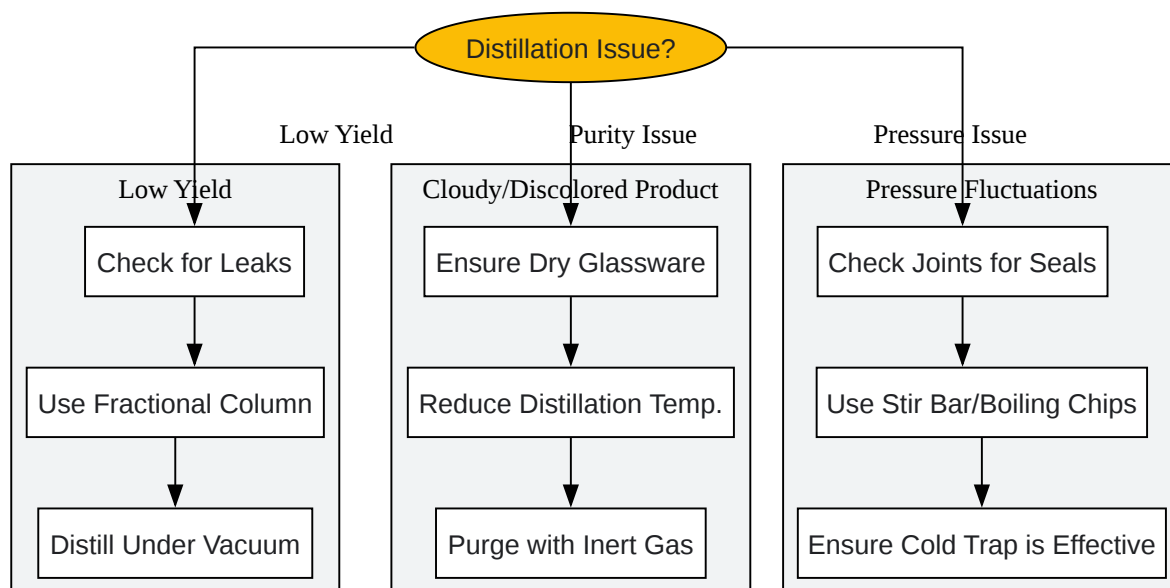 Distillation Issue?
Low Yield
Purity Issue
Pressure Issue
Low Yield
Cloudy/Discolored Product
Pressure Fluctuations
Check for Leaks
Ensure Dry Glassware
Check Joints for Seals
Use Fractional Column
Reduce Distillation Temp.
Use Stir Bar/Boiling Chips
Distill Under Vacuum
Purge with Inert Gas
Ensure Cold Trap is Effective